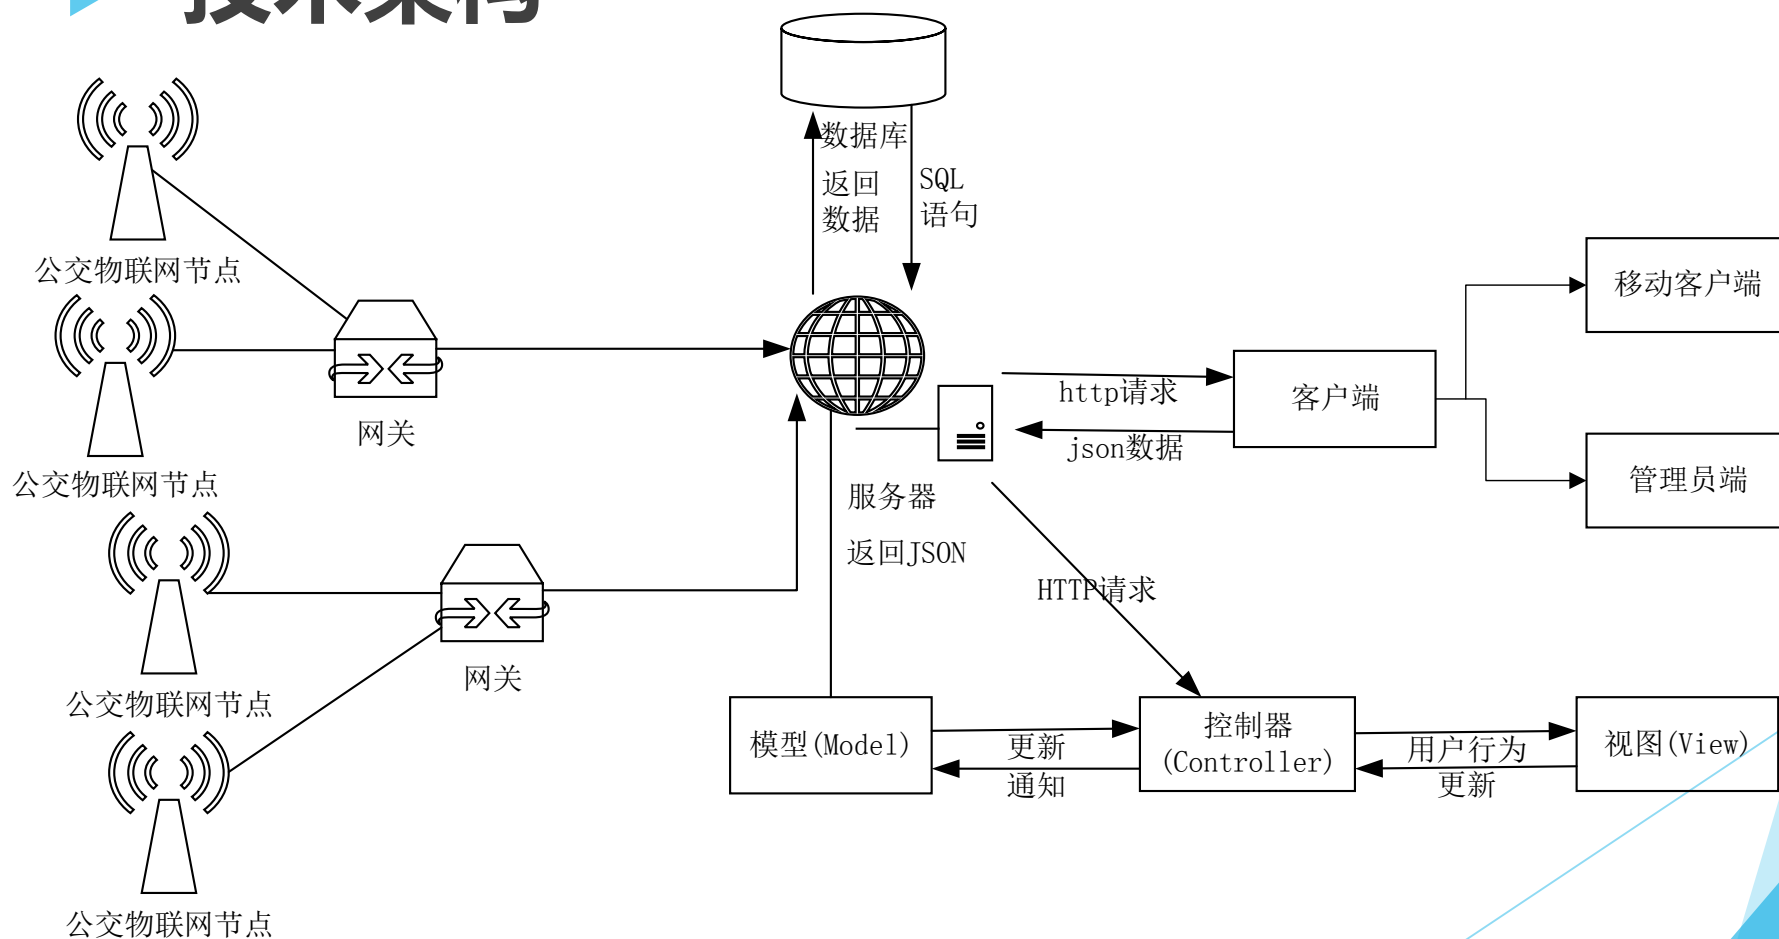 技术架构
数据库
返回
数据
SQL
语句
公交物联网节点
移动客户端
http请求
客户端
网关
json数据
公交物联网节点
管理员端
服务器
返回JSON
HTTP请求
网关
公交物联网节点
模型(Model)
更新
通知
控制器
(Controller)
用户行为
更新
视图(View)
公交物联网节点